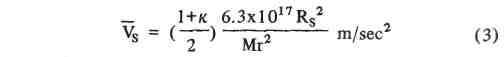 V̅s = (1+κ/2) 6.3x10¹⁷ Rs²/Mr² m/sec² (3)